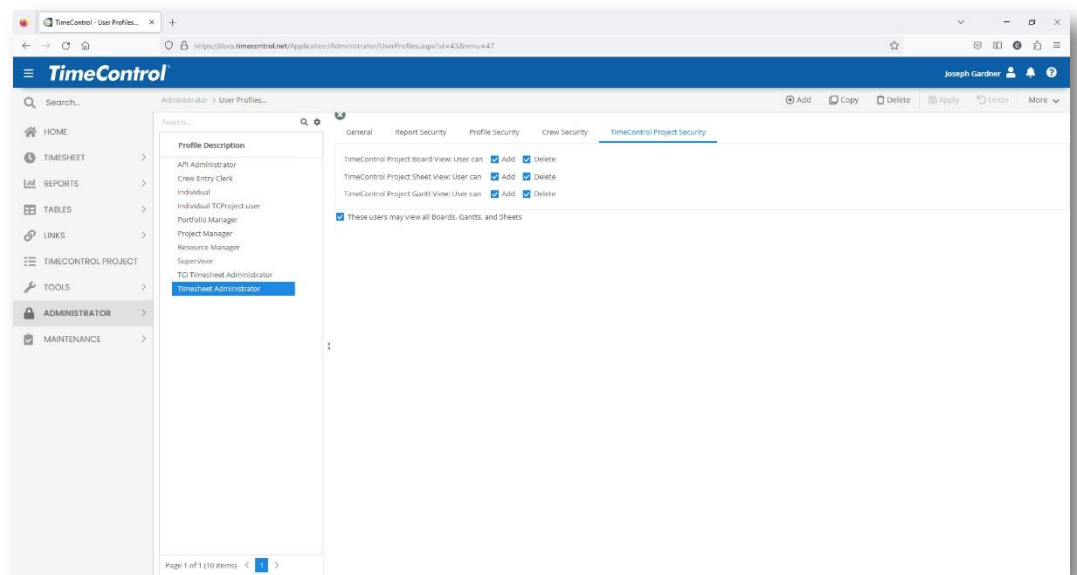 TimeControl - User Profiles...
https://docs.timecontrol.net/Application/Administrator/UserProfiles.aspx?st=43&mnu=47
TimeControl
Joseph Gardner
Search...
Administrator > User Profiles...
Add Copy Delete Apply Undo More
HOME
TIMESHEET
REPORTS
TABLES
LINKS
TIMECONTROL PROJECT
TOOLS
ADMINISTRATOR
MAINTENANCE
Search...
Profile Description
API Administrator
Crew Entry Clerk
Individual
Individual TCProject user
Portfolio Manager
Project Manager
Resource Manager
Supervisor
TCI Timesheet Administrator
Timesheet Administrator
Page 1 of 1 (10 items) < 1 >
General Report Security Profile Security Crew Security TimeControl Project Security
TimeControl Project Board View: User can Add Delete
TimeControl Project Sheet View: User can Add Delete
TimeControl Project Gantt View: User can Add Delete
These users may view all Boards, Gantts, and Sheets